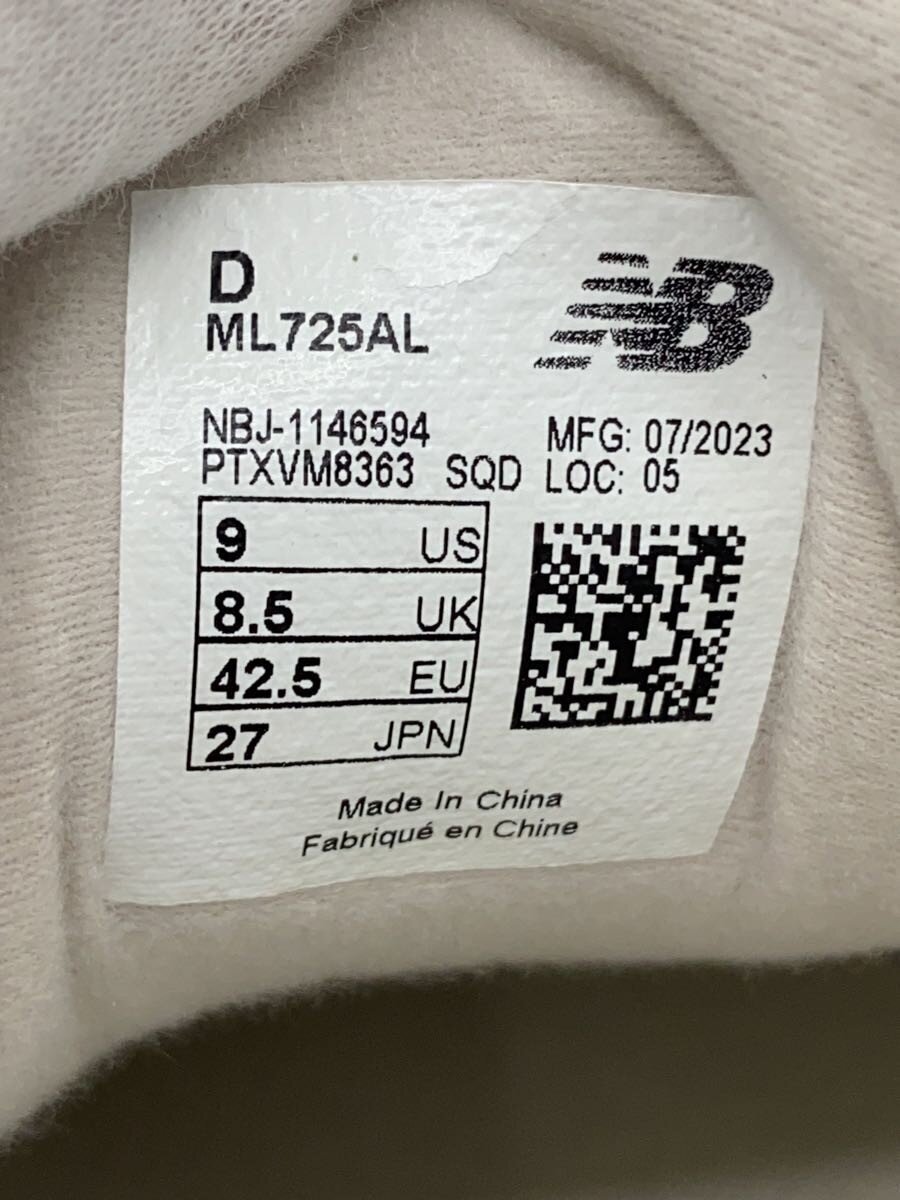 D
ML725AL
NB
NBJ-1146594
PTXVM8363 SQD
MFG: 07/2023
LOC: 05
9 US
8.5 UK
42.5 EU
27 JPN
Made In China
Fabriqué en Chine